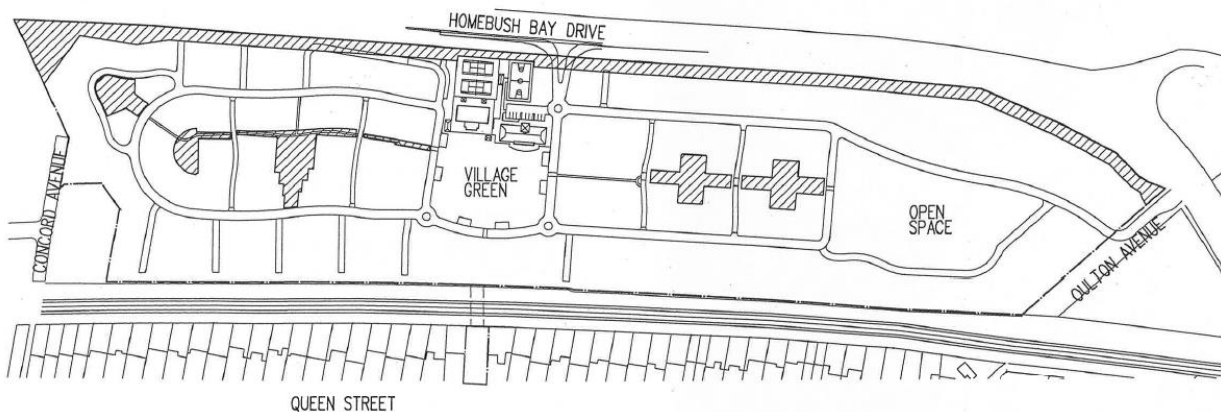 HOMEBUSH BAY DRIVE
CONCORD AVENUE
VILLAGE
GREEN
OPEN
SPACE
OULTON AVENUE
QUEEN STREET